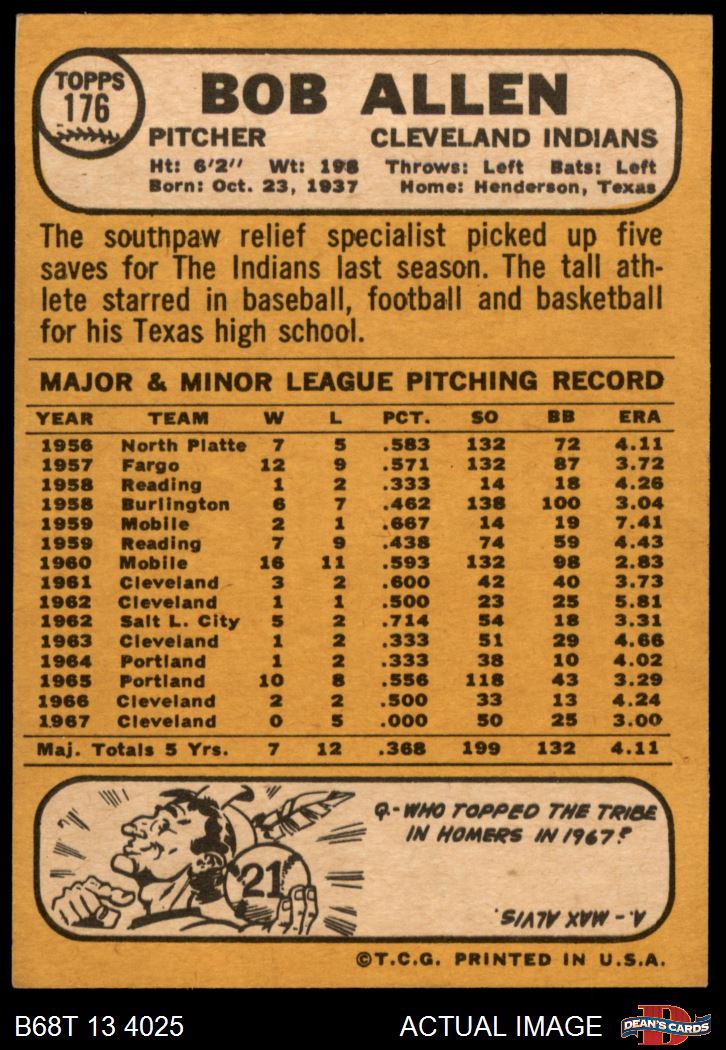 TOPPS
176
BOB ALLEN
PITCHER CLEVELAND INDIANS
Ht: 6'2" Wt: 198 Throws: Left Bats: Left
Born: Oct. 23, 1937 Home: Henderson, Texas
The southpaw relief specialist picked up five
saves for The Indians last season. The tall ath-
lete starred in baseball, football and basketball
for his Texas high school.
MAJOR & MINOR LEAGUE PITCHING RECORD
YEAR TEAM W L PCT. SO BB ERA
1956 North Platte 7 5 .583 132 72 4.11
1957 Fargo 12 9 .571 132 87 3.72
1958 Reading 1 2 .333 14 18 4.26
1958 Burlington 6 7 .462 138 100 3.04
1959 Mobile 2 1 .667 14 19 7.41
1959 Reading 7 9 .438 74 59 4.43
1960 Mobile 16 11 .593 132 98 2.83
1961 Cleveland 3 2 .600 42 40 3.73
1962 Cleveland 1 1 .500 23 25 5.81
1962 Salt L. City 5 2 .714 54 18 3.31
1963 Cleveland 1 2 .333 51 29 4.66
1964 Portland 1 2 .333 38 10 4.02
1965 Portland 10 8 .556 118 43 3.29
1966 Cleveland 2 2 .500 33 13 4.24
1967 Cleveland 0 5 .000 50 25 3.00
Maj. Totals 5 Yrs. 7 12 .368 199 132 4.11
21
Q-WHO TOPPED THE TRIBE
IN HOMERS IN 1967?
A.- MAX ALVIS.
©T.C.G. PRINTED IN U.S.A.
B68T 13 4025 ACTUAL IMAGE
D
DEAN'S CARDS